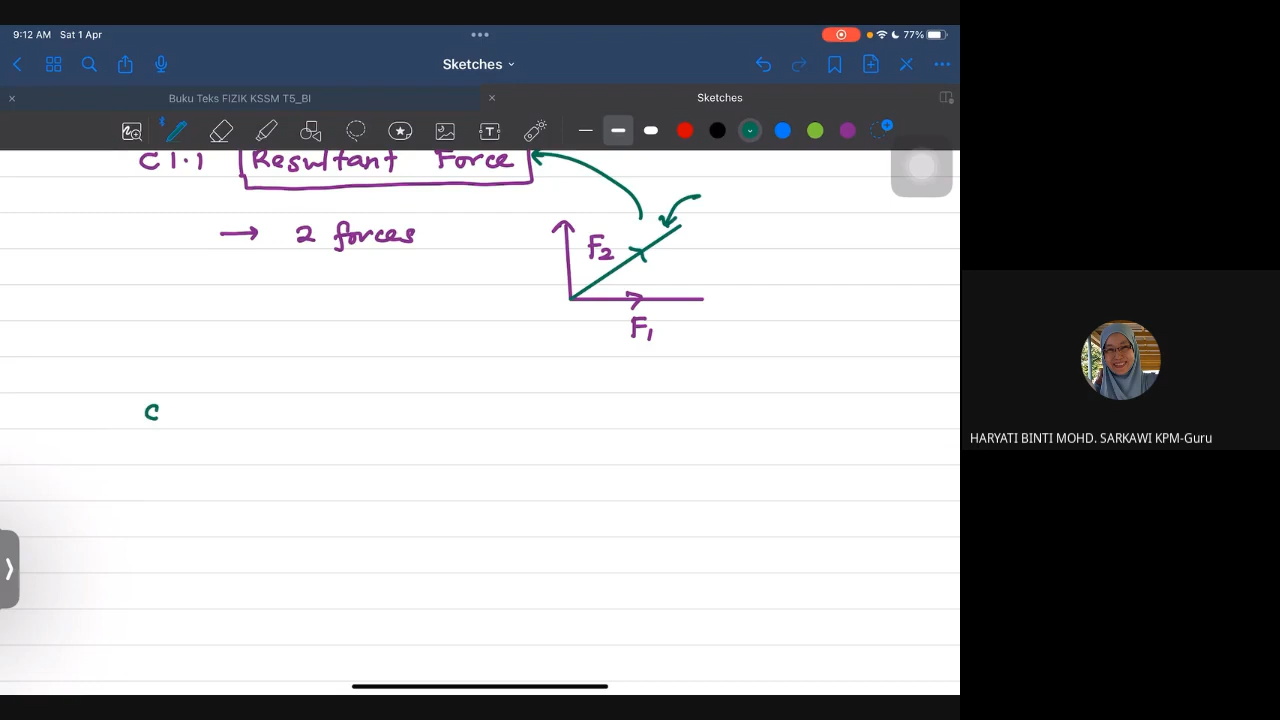 9:12 AM Sat 1 Apr
77%
Sketches
Buku Teks FIZIK KSSM T5_BI
Sketches
C1.1 Resultant Force
→ 2 forces
F₂
F₁
C
HARYATI BINTI MOHD. SARKAWI KPM-Guru